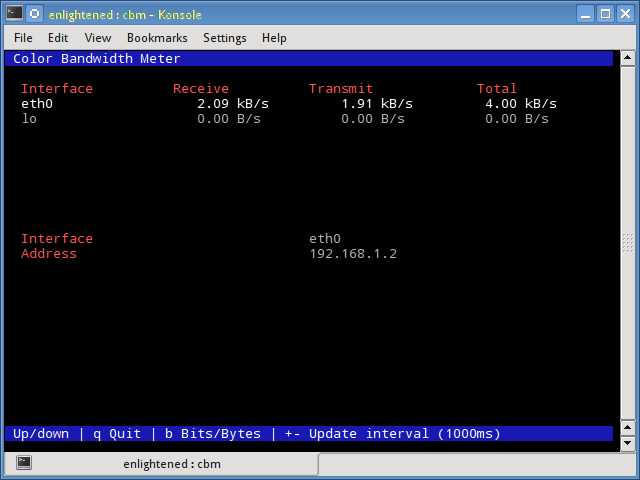 enlightened : cbm - Konsole
File Edit View Bookmarks Settings Help
Color Bandwidth Meter
Interface Receive Transmit Total
eth0 2.09 kB/s 1.91 kB/s 4.00 kB/s
lo 0.00 B/s 0.00 B/s 0.00 B/s
Interface eth0
Address 192.168.1.2
Up/down | q Quit | b Bits/Bytes | +- Update interval (1000ms)
enlightened : cbm